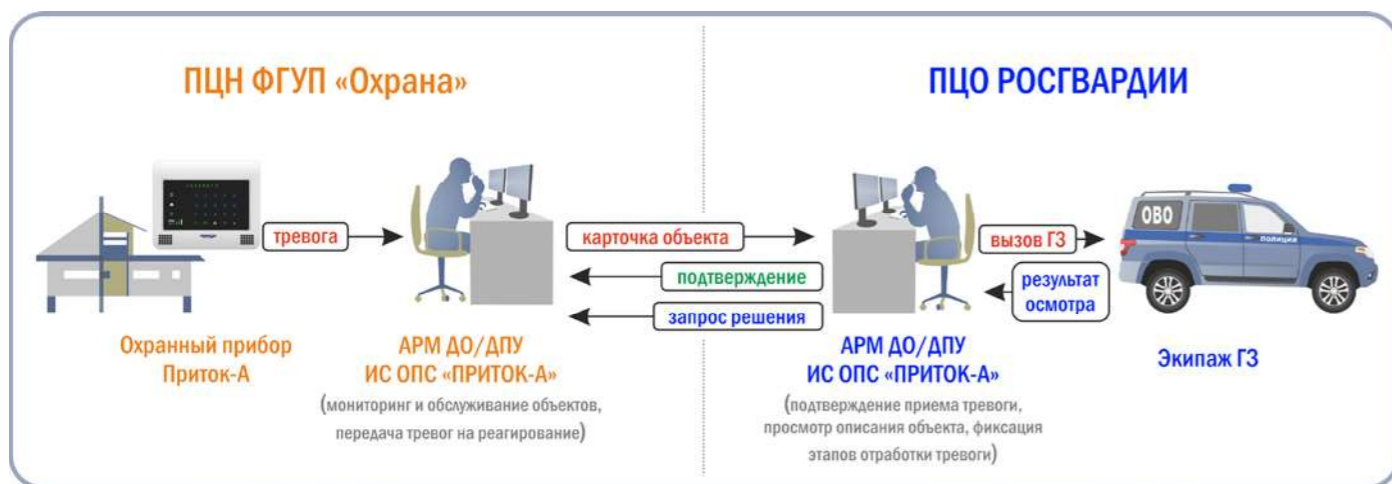 ПЦН ФГУП «Охрана»
ПЦО РОСГВАРДИИ
тревога
карточка объекта
подтверждение
запрос решения
вызов ГЗ
результат
осмотра
ОВО
ПОЛИЦИЯ
Охранный прибор
Приток-А
АРМ ДО/ДПУ
ИС ОПС «ПРИТОК-А»
(мониторинг и обслуживание объектов,
передача тревог на реагирование)
АРМ ДО/ДПУ
ИС ОПС «ПРИТОК-А»
(подтверждение приема тревоги,
просмотр описания объекта, фиксация
этапов отработки тревоги)
Экипаж ГЗ